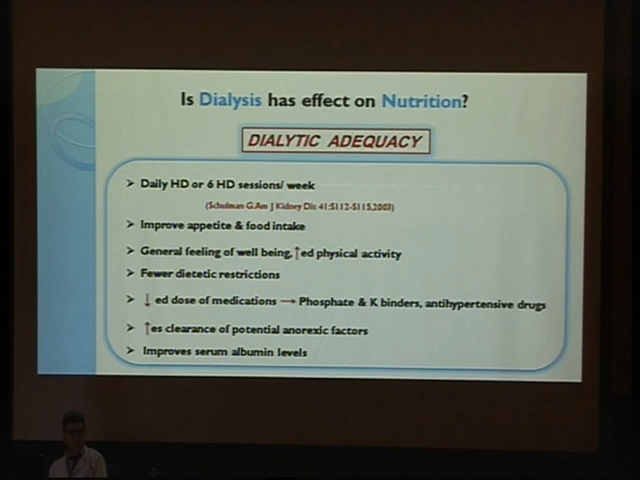 Is Dialysis has effect on Nutrition?
DIALYTIC ADEQUACY
➢ Daily HD or 6 HD sessions/ week
(Schulman G.Am J Kidney Dis 41:S112-S115,2003)
➢ Improve appetite & food intake
➢ General feeling of well being,↑ed physical activity
➢ Fewer dietetic restrictions
➢ ↓ ed dose of medications → Phosphate & K binders, antihypertensive drugs
➢ ↑es clearance of potential anorexic factors
➢ Improves serum albumin levels